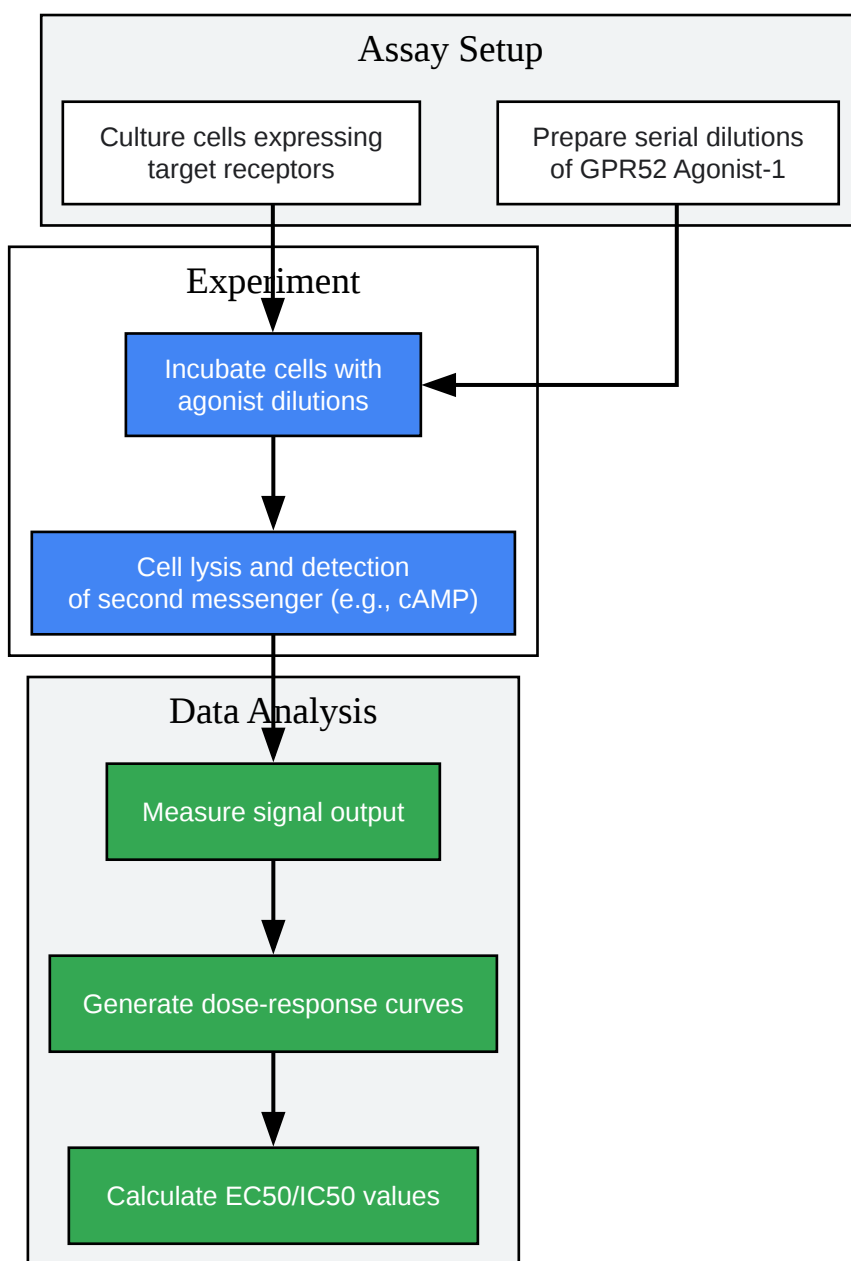 Assay Setup
Culture cells expressing
target receptors
Prepare serial dilutions
of GPR52 Agonist-1
Experiment
Incubate cells with
agonist dilutions
Cell lysis and detection
of second messenger (e.g., cAMP)
Data Analysis
Measure signal output
Generate dose-response curves
Calculate EC50/IC50 values